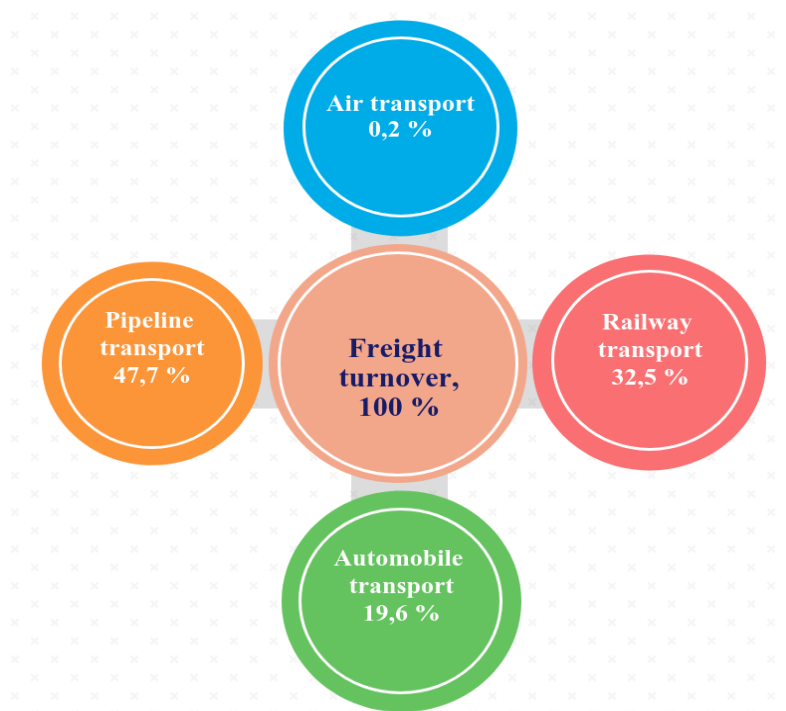 Air transport
0,2 %
Pipeline
transport
47,7 %
Freight
turnover,
100 %
Railway
transport
32,5 %
Automobile
transport
19,6 %